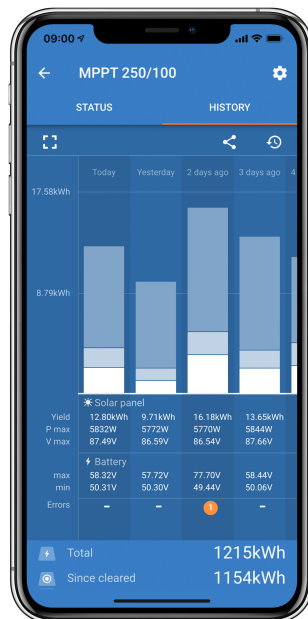 09:00
MPPT 250/100
STATUS HISTORY
Today Yesterday 2 days ago 3 days ago 4
17.58kWh
8.79kWh
Solar panel
Yield 12.80kWh 9.71kWh 16.18kWh 13.65kWh
P max 5832W 5772W 5770W 5844W
V max 87.49V 86.59V 86.54V 87.66V
Battery
max 58.32V 57.72V 77.70V 58.44V
min 50.31V 50.30V 49.44V 50.06V
Errors - - 1 -
Total 1215kWh
Since cleared 1154kWh